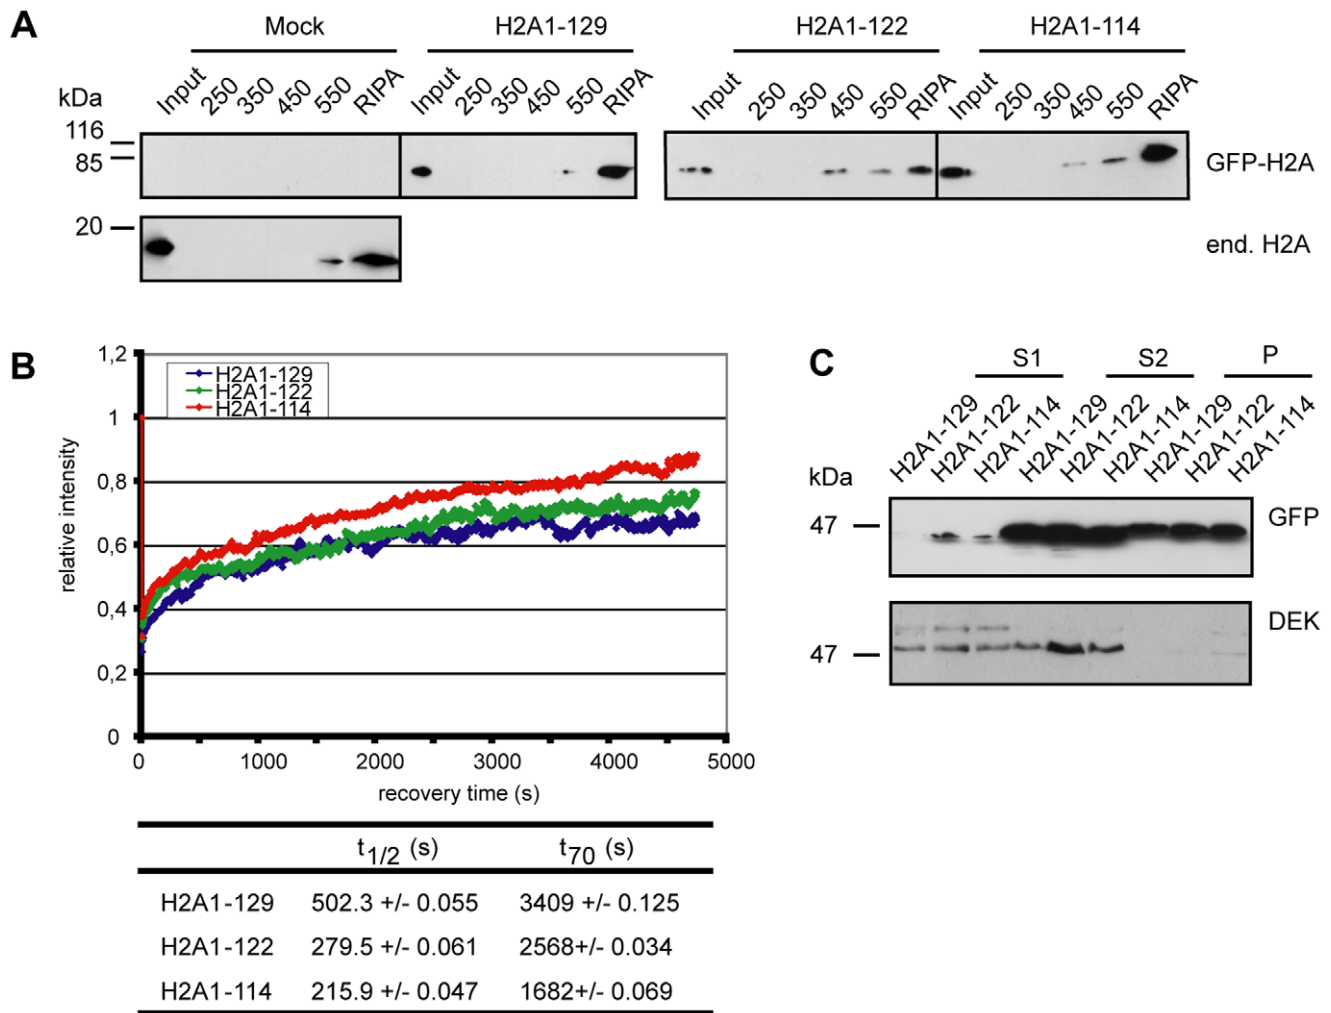 A
Mock H2A1-129 H2A1-122 H2A1-114
kDa Input 250 350 450 550 RIPA Input 250 350 450 550 RIPA Input 250 350 450 550 RIPA Input 250 350 450 550 RIPA
116
85
GFP-H2A
20
end. H2A
B
1,2
1
0,8
0,6
0,4
0,2
0
relative intensity
H2A1-129
H2A1-122
H2A1-114
0 1000 2000 3000 4000 5000
recovery time (s)
t1/2 (s) t70 (s)
H2A1-129 502.3 +/- 0.055 3409 +/- 0.125
H2A1-122 279.5 +/- 0.061 2568+/- 0.034
H2A1-114 215.9 +/- 0.047 1682+/- 0.069
C
S1 S2 P
H2A1-129 H2A1-122 H2A1-114 H2A1-129 H2A1-122 H2A1-114 H2A1-129 H2A1-122 H2A1-114
kDa
47
GFP
47
DEK